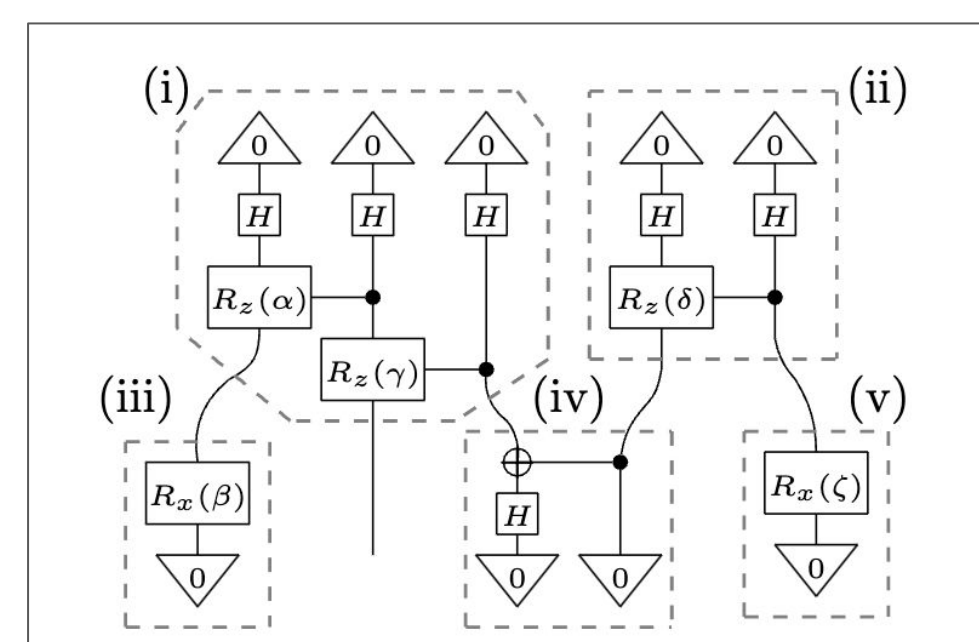 (i) (ii)
0 0 0 0 0
H H H H H
R_z(α) R_z(δ)
R_z(γ)
(iii) (iv) (v)
R_x(β) R_x(ζ)
H
0 0 0 0